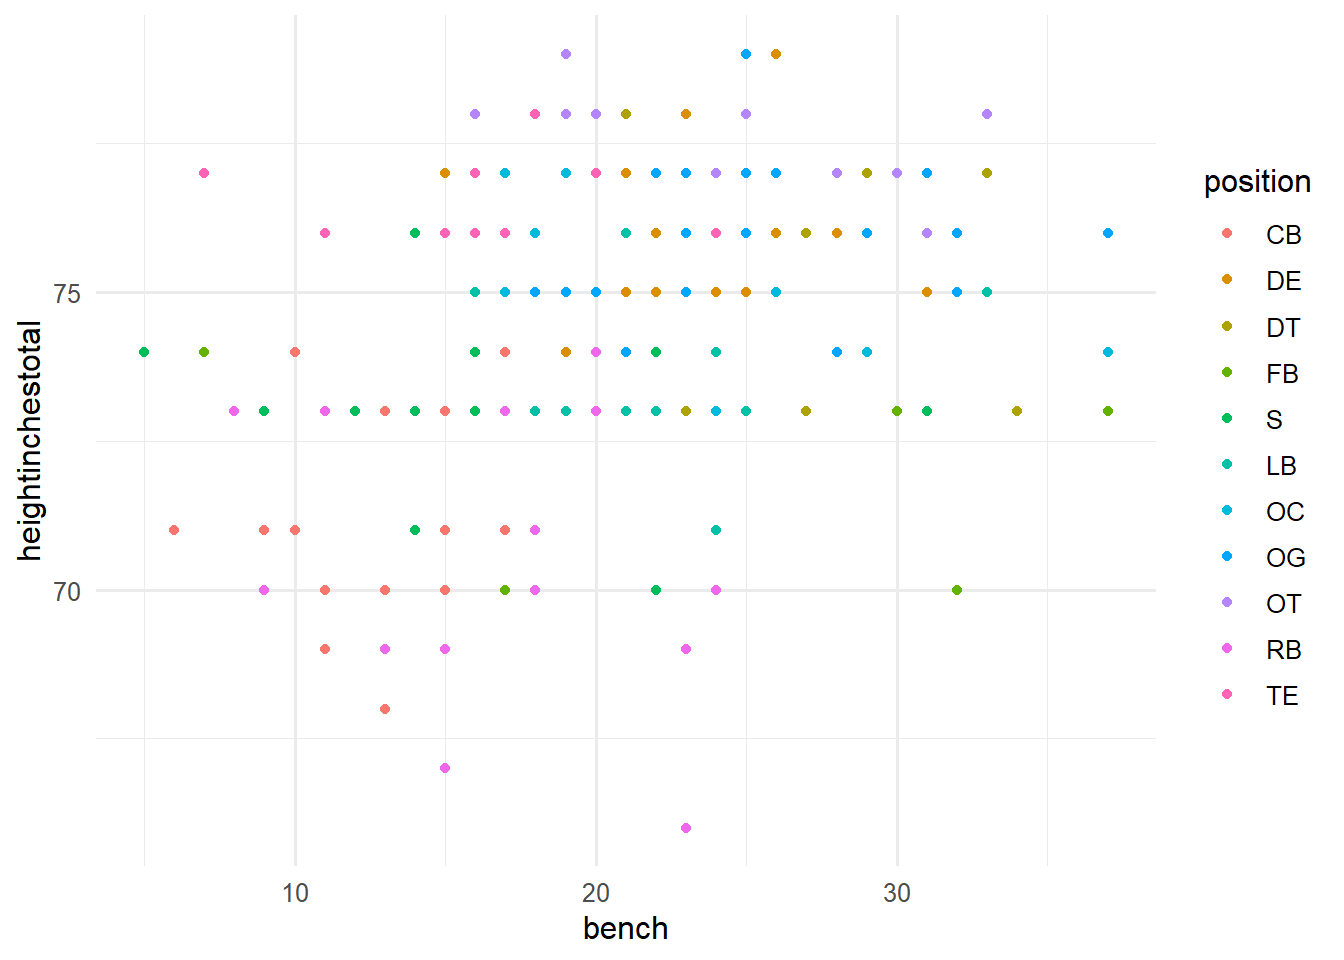 heightinchestotal
75
70
10
20
30
bench
position
CB
DE
DT
FB
S
LB
OC
OG
OT
RB
TE